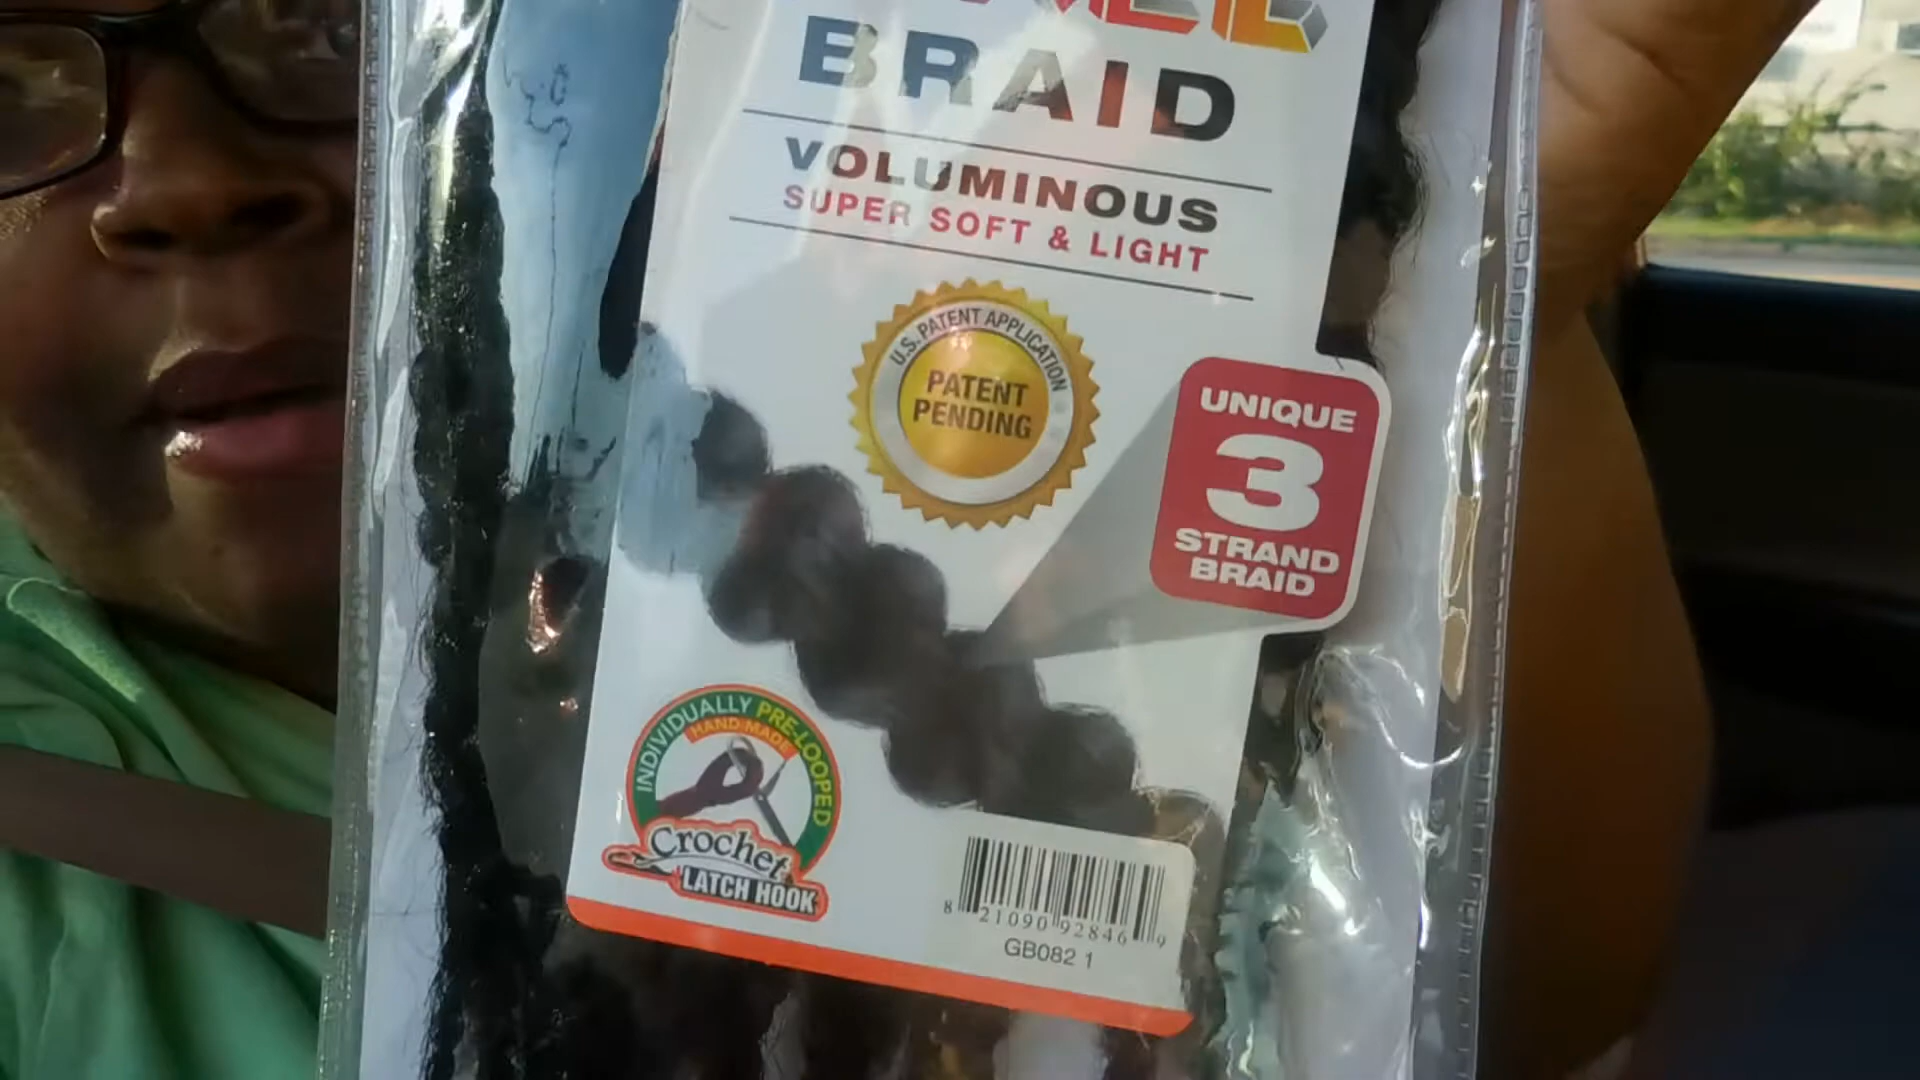 BRAID
VOLUMINOUS
SUPER SOFT & LIGHT
U.S. PATENT APPLICATION
PATENT
PENDING
UNIQUE
3
STRAND
BRAID
INDIVIDUALLY PRE-LOOPED
HAND-MADE
Crochet
LATCH HOOK
8 21090 92846 9
GB082 1